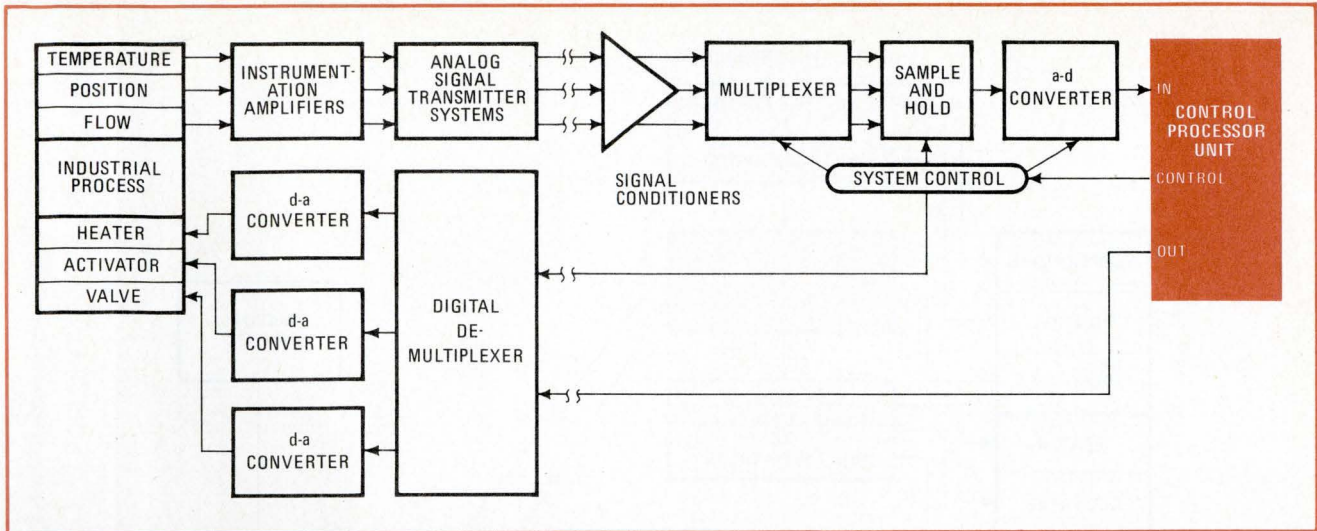 TEMPERATURE
POSITION
FLOW
INDUSTRIAL
PROCESS
HEATER
ACTIVATOR
VALVE
INSTRUMENT-
ATION
AMPLIFIERS
ANALOG
SIGNAL
TRANSMITTER
SYSTEMS
SIGNAL
CONDITIONERS
MULTIPLEXER
SAMPLE
AND
HOLD
a-d
CONVERTER
IN
CONTROL
PROCESSOR
UNIT
CONTROL
OUT
SYSTEM CONTROL
d-a
CONVERTER
d-a
CONVERTER
d-a
CONVERTER
DIGITAL
DE-
MULTIPLEXER